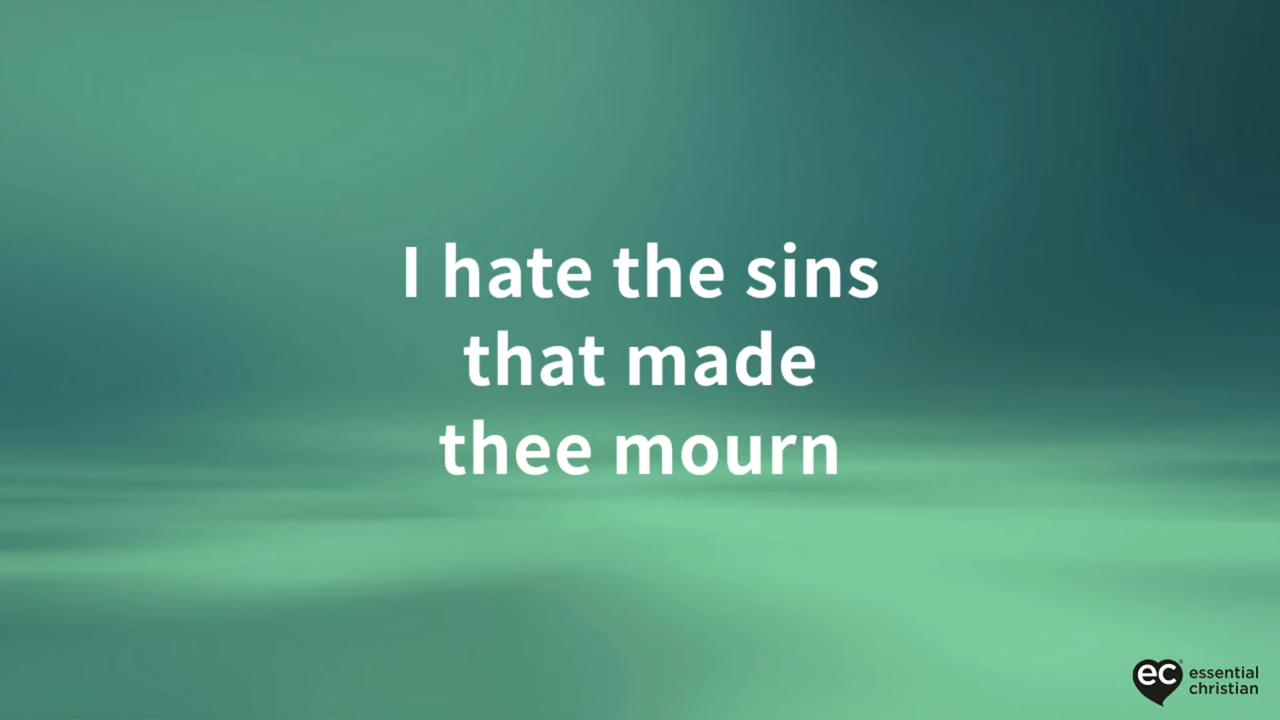 I hate the sins
that made
thee mourn
ec
essential
christian